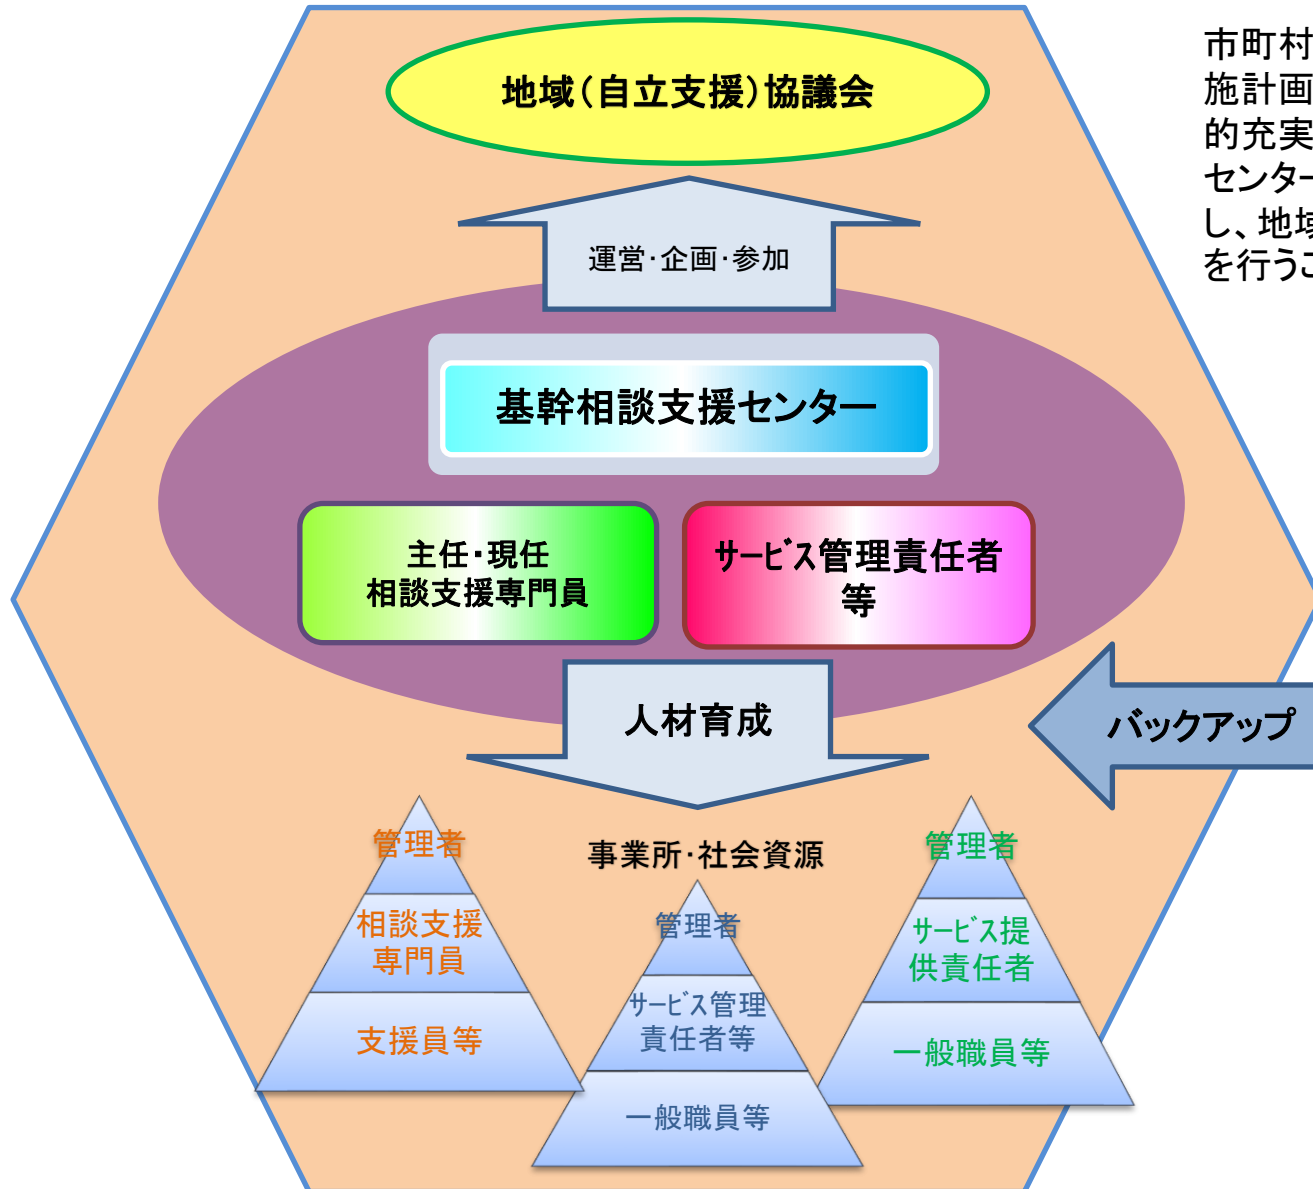 地域（自立支援）協議会
市町村
施計画
的充実
センター
し、地域
を行うこ
運営・企画・参加
基幹相談支援センター
主任・現任
相談支援専門員
サービス管理責任者
等
人材育成
バックアップ
事業所・社会資源
管理者
相談支援
専門員
支援員等
管理者
サービス管理
責任者等
一般職員等
管理者
サービス提
供責任者
一般職員等